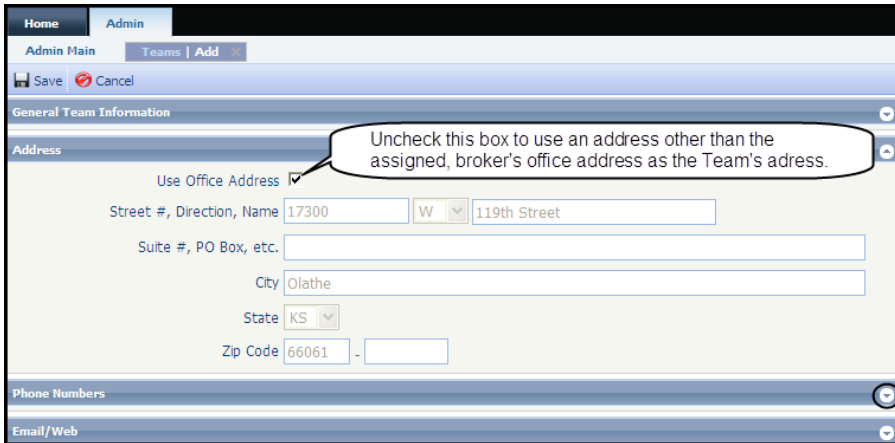 Home Admin
Admin Main Teams | Add ×
Save Cancel
General Team Information
Address
Uncheck this box to use an address other than the
assigned, broker's office address as the Team's adress.
Use Office Address
Street #, Direction, Name 17300 W 119th Street
Suite #, PO Box, etc.
City Olathe
State KS
Zip Code 66061 -
Phone Numbers
Email/Web